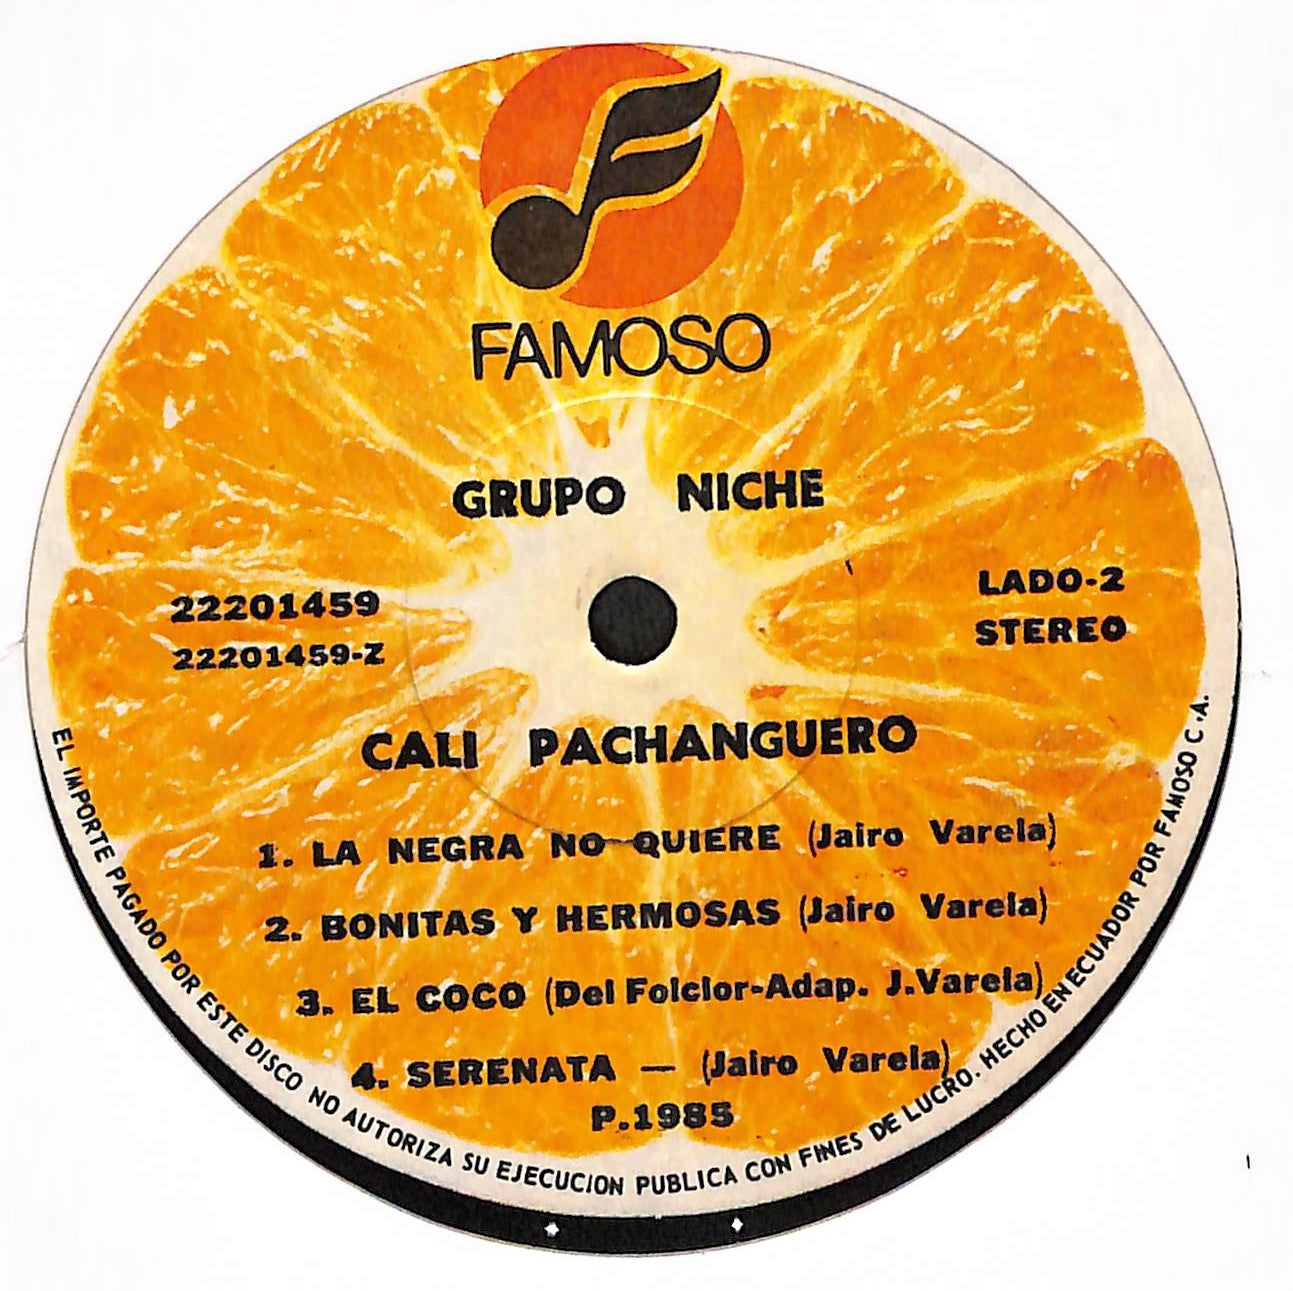 FAMOSO
GRUPO NICHE
22201459
22201459-Z
LADO-2
STEREO
CALI PACHANGUERO
1. LA NEGRA NO QUIERE (Jairo Varela)
2. BONITAS Y HERMOSAS (Jairo Varela)
3. EL COCO (Del Folclor-Adap. J.Varela)
4. SERENATA — (Jairo Varela)
P.1985
EL IMPORTE PAGADO POR ESTE DISCO NO AUTORIZA SU EJECUCION PUBLICA CON FINES DE LUCRO. HECHO EN ECUADOR POR FAMOSO C.A.